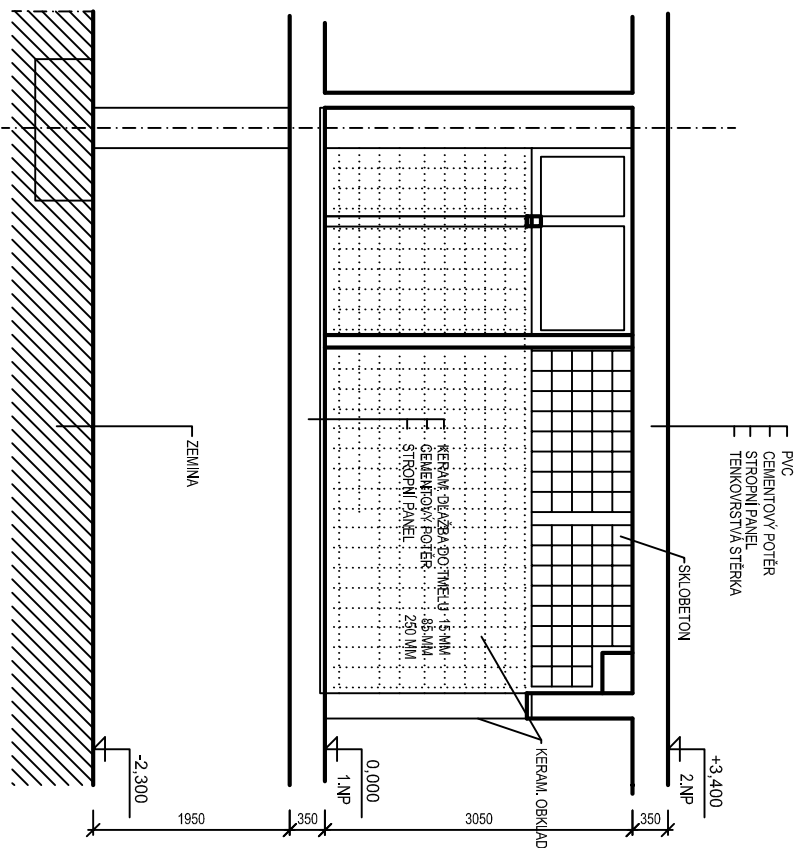 PVC
CEMENTOVÝ POTĚR
STROPNÍ PANEL
TENKOVRSTVÁ STĚRKA
SKLOBETON
KERAM. DLAŽBA DO TMELU 15 MM
CEMENTOVÝ POTĚR 85 MM
STROPNÍ PANEL 250 MM
ZEMINA
KERAM. OBKLAD
+3,400
2.NP
0,000
1.NP
-2,300
1950
350
3050
350